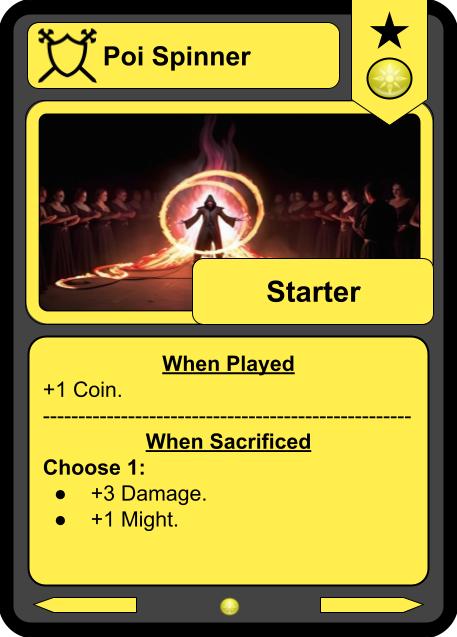 Poi Spinner
Starter
When Played
+1 Coin.
--------------------------------------------------------
When Sacrificed
Choose 1:
● +3 Damage.
● +1 Might.